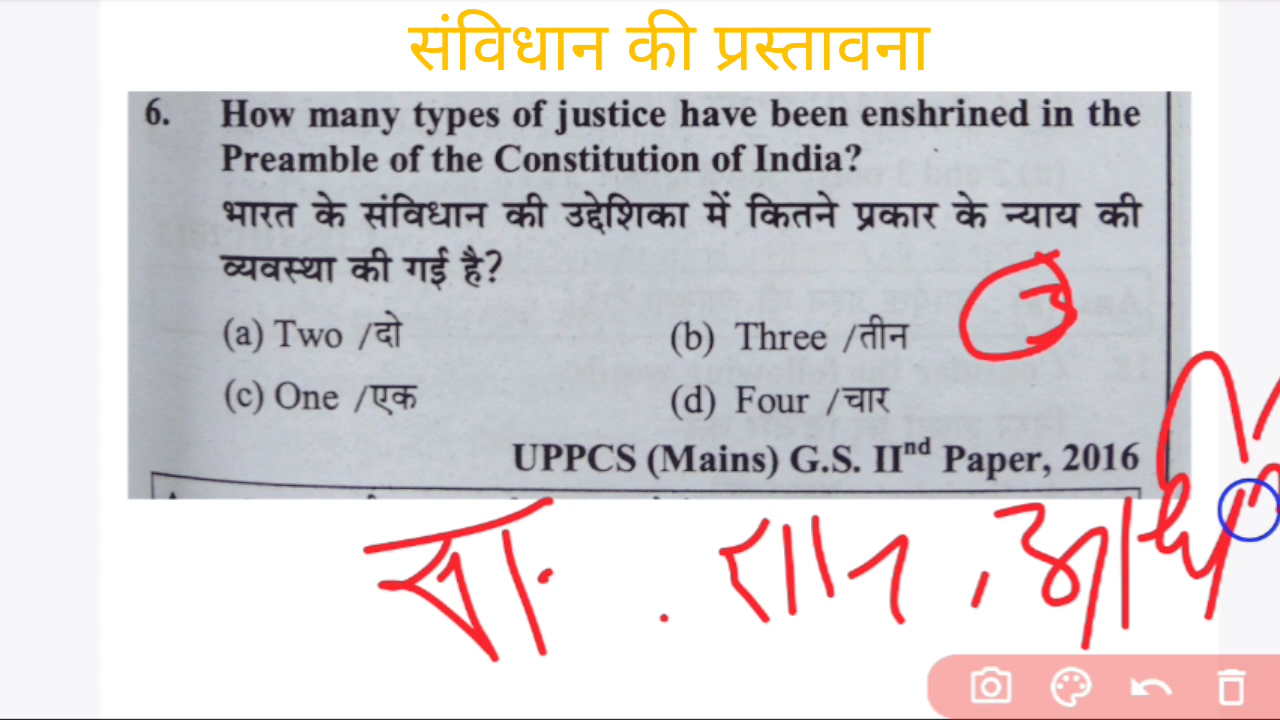 संविधान की प्रस्तावना
6. How many types of justice have been enshrined in the
Preamble of the Constitution of India?
भारत के संविधान की उद्देशिका में कितने प्रकार के न्याय की
व्यवस्था की गई है?
(a) Two /दो (b) Three /तीन
(c) One /एक (d) Four /चार
UPPCS (Mains) G.S. IInd Paper, 2016
3